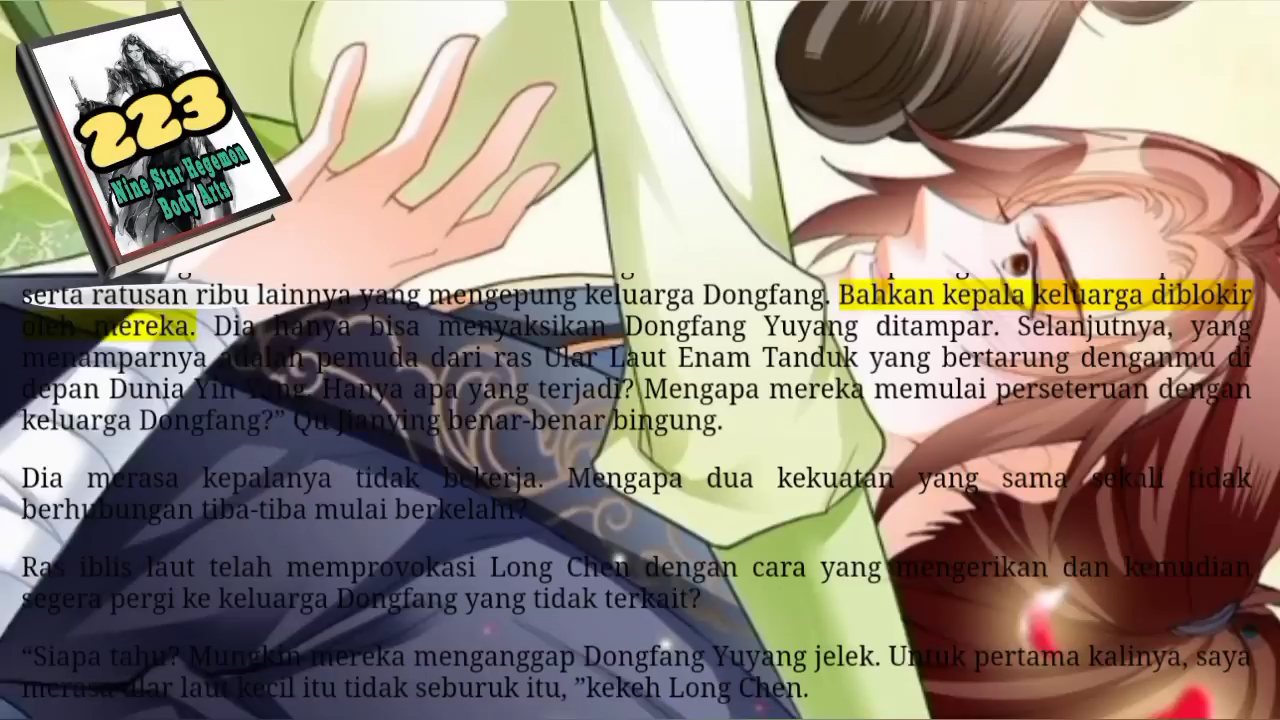 223
Nine Star Hegemon
Body Arts
serta ratusan ribu lainnya yang mengepung keluarga Dongfang. Bahkan kepala keluarga diblokir
oleh mereka. Dia hanya bisa menyaksikan Dongfang Yuyang ditampar. Selanjutnya, yang
menamparnya adalah pemuda dari ras Ular Laut Enam Tanduk yang bertarung denganmu di
depan Dunia Yin Yang. Hanya apa yang terjadi? Mengapa mereka memulai perseteruan dengan
keluarga Dongfang?” Qu Jianying benar-benar bingung.
Dia merasa kepalanya tidak bekerja. Mengapa dua kekuatan yang sama sekali tidak
berhubungan tiba-tiba mulai berkelahi?
Ras iblis laut telah memprovokasi Long Chen dengan cara yang mengerikan dan kemudian
segera pergi ke keluarga Dongfang yang tidak terkait?
“Siapa tahu? Mungkin mereka menganggap Dongfang Yuyang jelek. Untuk pertama kalinya, saya
merasa ular laut kecil itu tidak seburuk itu, ”kekeh Long Chen.